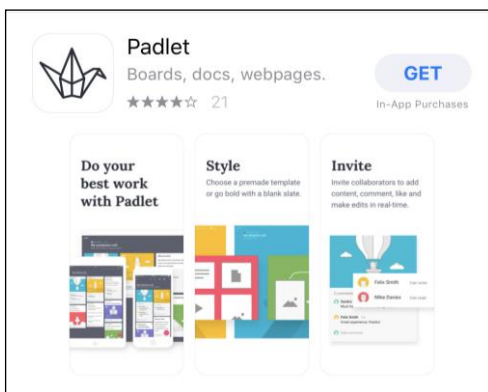 Padlet
Boards, docs, webpages.
21
GET
In-App Purchases
Do your
best work
with Padlet
Style
Choose a premade template
or go bold with a blank slate.
Invite
Invite collaborators to add
content, comment, like and
make edits in real-time.
Felix Smith
Mike Davies